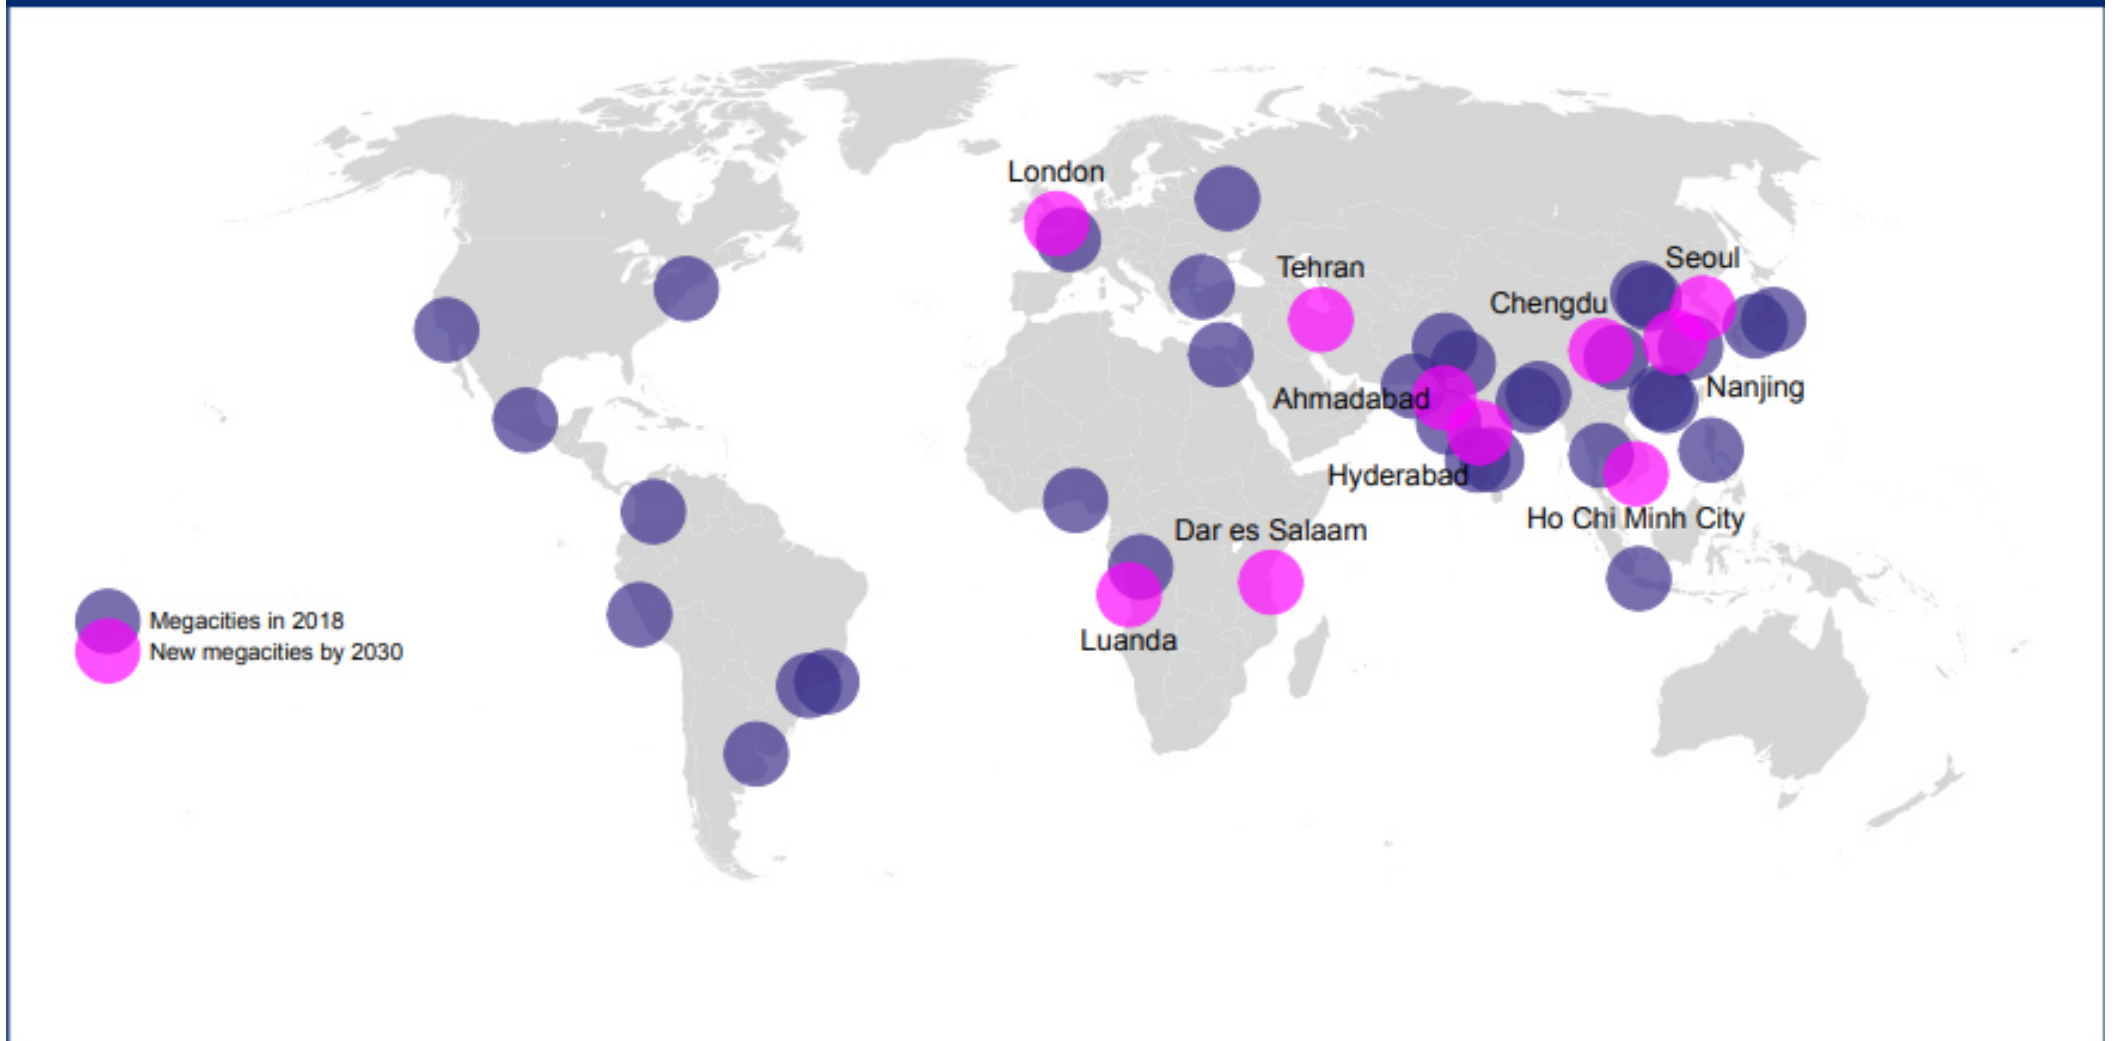 London
Seoul
Tehran
Chengdu
Nanjing
Ahmadabad
Hyderabad
Ho Chi Minh City
Dar es Salaam
Luanda
Megacities in 2018
New megacities by 2030